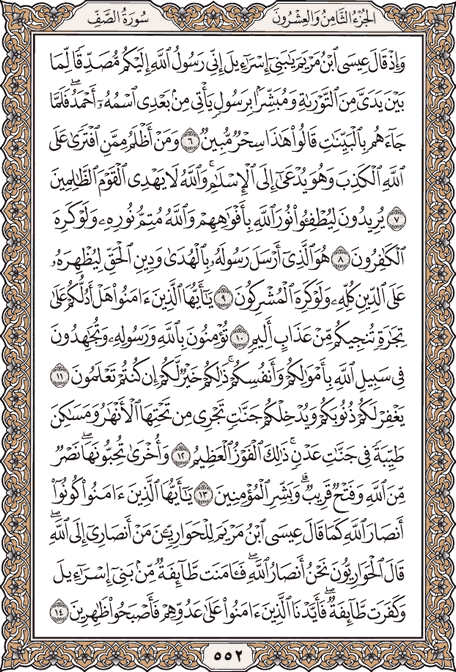 الجزء الثامن والعشرون
سورة الصف
وَإِذْ قَالَ عِيسَى ٱبْنُ مَرْيَمَ يَٰبَنِىٓ إِسْرَٰٓءِيلَ إِنِّى رَسُولُ ٱللَّهِ إِلَيْكُم مُّصَدِّقًا لِّمَا
بَيْنَ يَدَىَّ مِنَ ٱلتَّوْرَىٰةِ وَمُبَشِّرًۢا بِرَسُولٍ يَأْتِى مِنۢ بَعْدِى ٱسْمُهُۥٓ أَحْمَدُ ۖ فَلَمَّا
جَآءَهُم بِٱلْبَيِّنَٰتِ قَالُوا۟ هَٰذَا سِحْرٌ مُّبِينٌ ٦ وَمَنْ أَظْلَمُ مِمَّنِ ٱفْتَرَىٰ عَلَى
ٱللَّهِ ٱلْكَذِبَ وَهُوَ يُدْعَىٰٓ إِلَى ٱلْإِسْلَٰمِ ۚ وَٱللَّهُ لَا يَهْدِى ٱلْقَوْمَ ٱلظَّٰلِمِينَ
٧ يُرِيدُونَ لِيُطْفِـُٔوا۟ نُورَ ٱللَّهِ بِأَفْوَٰهِهِمْ وَٱللَّهُ مُتِمُّ نُورِهِۦ وَلَوْ كَرِهَ
ٱلْكَٰفِرُونَ ٨ هُوَ ٱلَّذِىٓ أَرْسَلَ رَسُولَهُۥ بِٱلْهُدَىٰ وَدِينِ ٱلْحَقِّ لِيُظْهِرَهُۥ
عَلَى ٱلدِّينِ كُلِّهِۦ وَلَوْ كَرِهَ ٱلْمُشْرِكُونَ ٩ يَٰٓأَيُّهَا ٱلَّذِينَ ءَامَنُوا۟ هَلْ أَدُلُّكُمْ عَلَىٰ
تِجَٰرَةٍ تُنجِيكُم مِّنْ عَذَابٍ أَلِيمٍ ١٠ تُؤْمِنُونَ بِٱللَّهِ وَرَسُولِهِۦ وَتُجَٰهِدُونَ
فِى سَبِيلِ ٱللَّهِ بِأَمْوَٰلِكُمْ وَأَنفُسِكُمْ ۚ ذَٰلِكُمْ خَيْرٌ لَّكُمْ إِن كُنتُمْ تَعْلَمُونَ ١١
يَغْفِرْ لَكُمْ ذُنُوبَكُمْ وَيُدْخِلْكُمْ جَنَّٰتٍ تَجْرِى مِن تَحْتِهَا ٱلْأَنْهَٰرُ وَمَسَٰكِنَ
طَيِّبَةً فِى جَنَّٰتِ عَدْنٍ ۚ ذَٰلِكَ ٱلْفَوْزُ ٱلْعَظِيمُ ١٢ وَأُخْرَىٰ تُحِبُّونَهَا ۖ نَصْرٌ
مِّنَ ٱللَّهِ وَفَتْحٌ قَرِيبٌ ۗ وَبَشِّرِ ٱلْمُؤْمِنِينَ ١٣ يَٰٓأَيُّهَا ٱلَّذِينَ ءَامَنُوا۟ كُونُوٓا۟
أَنصَارَ ٱللَّهِ كَمَا قَالَ عِيسَى ٱبْنُ مَرْيَمَ لِلْحَوَارِيِّـۧنَ مَنْ أَنصَارِىٓ إِلَى ٱللَّهِ ۖ
قَالَ ٱلْحَوَارِيُّونَ نَحْنُ أَنصَارُ ٱللَّهِ ۖ فَـَٔامَنَت طَّآئِفَةٌ مِّنۢ بَنِىٓ إِسْرَٰٓءِيلَ
وَكَفَرَت طَّآئِفَةٌ ۖ فَأَيَّدْنَا ٱلَّذِينَ ءَامَنُوا۟ عَلَىٰ عَدُوِّهِمْ فَأَصْبَحُوا۟ ظَٰهِرِينَ ١٤
٥٥٢